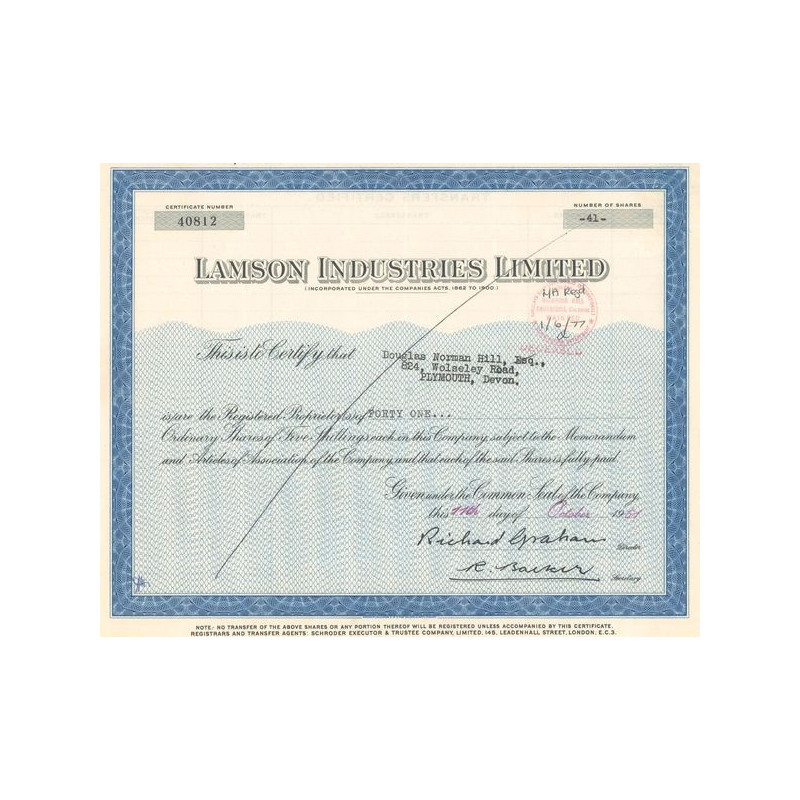 CERTIFICATE NUMBER
40812
NUMBER OF SHARES
-41-
LAMSON INDUSTRIES LIMITED
(INCORPORATED UNDER THE COMPANIES ACTS, 1862 TO 1900.)
1/6/77
This is to Certify that Douglas Norman Hill, Esq.,
824, Wolseley Road,
PLYMOUTH, Devon.
is/are the Registered Proprietor(s) of FORTY ONE...
Ordinary Shares of Five Shillings each in this Company, subject to the Memorandum
and Articles of Association of the Company, and that each of the said Shares is fully paid.
Given under the Common Seal of the Company
this 11th day of October 19
Richard Graham Director
R. Barker Secretary
NOTE.- NO TRANSFER OF THE ABOVE SHARES OR ANY PORTION THEREOF WILL BE REGISTERED UNLESS ACCOMPANIED BY THIS CERTIFICATE.
REGISTRARS AND TRANSFER AGENTS: SCHRODER EXECUTOR & TRUSTEE COMPANY, LIMITED. 145, LEADENHALL STREET, LONDON, E.C.3.